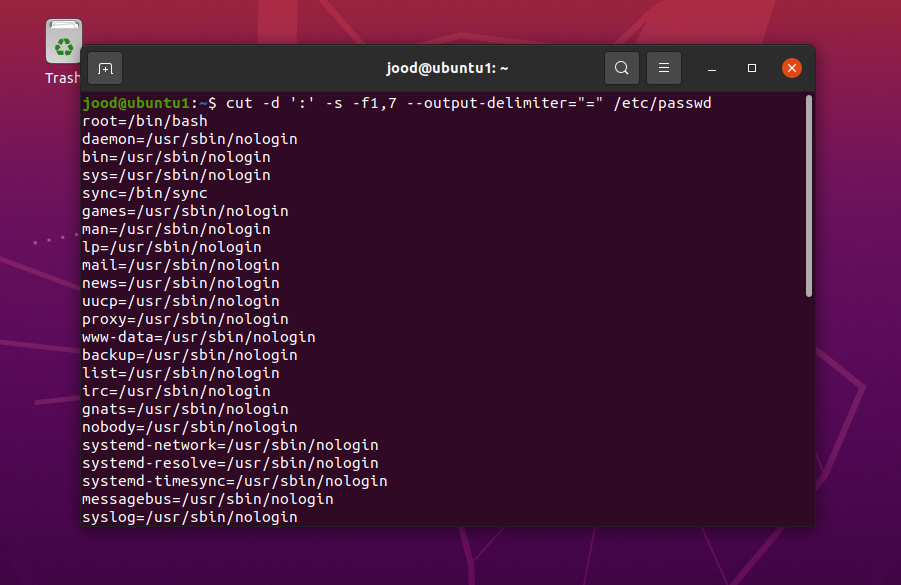 Trash
jood@ubuntu1: ~
jood@ubuntu1:~$ cut -d ':' -s -f1,7 --output-delimiter="=" /etc/passwd
root=/bin/bash
daemon=/usr/sbin/nologin
bin=/usr/sbin/nologin
sys=/usr/sbin/nologin
sync=/bin/sync
games=/usr/sbin/nologin
man=/usr/sbin/nologin
lp=/usr/sbin/nologin
mail=/usr/sbin/nologin
news=/usr/sbin/nologin
uucp=/usr/sbin/nologin
proxy=/usr/sbin/nologin
www-data=/usr/sbin/nologin
backup=/usr/sbin/nologin
list=/usr/sbin/nologin
irc=/usr/sbin/nologin
gnats=/usr/sbin/nologin
nobody=/usr/sbin/nologin
systemd-network=/usr/sbin/nologin
systemd-resolve=/usr/sbin/nologin
systemd-timesync=/usr/sbin/nologin
messagebus=/usr/sbin/nologin
syslog=/usr/sbin/nologin